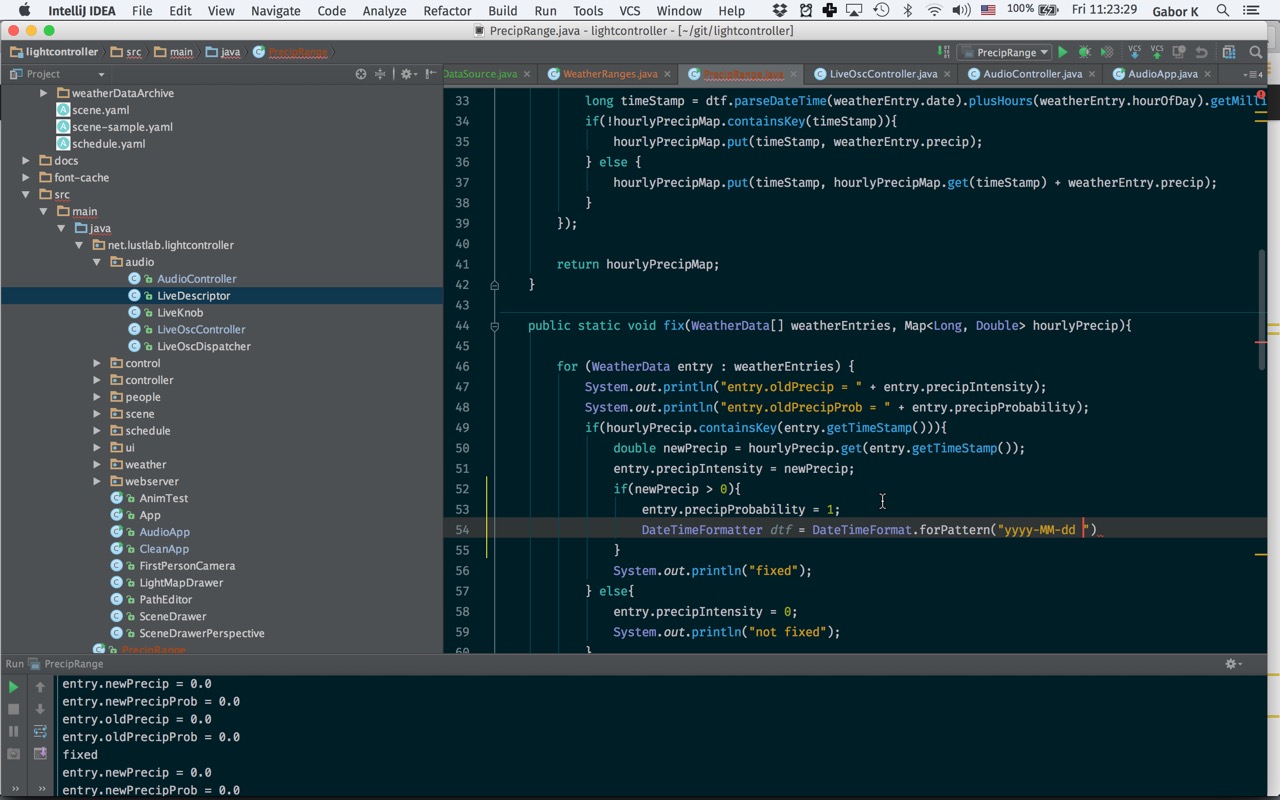 IntelliJ IDEA File Edit View Navigate Code Analyze Refactor Build Run Tools VCS Window Help 100% Fri 11:23:29 Gabor K
PrecipRange.java - lightcontroller - [~/git/lightcontroller]
lightcontroller src main java PrecipRange PrecipRange VCS VCS
Project DataSource.java WeatherRanges.java PrecipRange.java LiveOscController.java AudioController.java AudioApp.java
weatherDataArchive
scene.yaml
scene-sample.yaml
schedule.yaml
docs
font-cache
src
main
java
net.lustlab.lightcontroller
audio
AudioController
LiveDescriptor
LiveKnob
LiveOscController
LiveOscDispatcher
control
controller
people
scene
schedule
ui
weather
webserver
AnimTest
App
AudioApp
CleanApp
FirstPersonCamera
LightMapDrawer
PathEditor
SceneDrawer
SceneDrawerPerspective
PrecipRange
33 long timeStamp = dtf.parseDateTime(weatherEntry.date).plusHours(weatherEntry.hourOfDay).getMilli
34 if(!hourlyPrecipMap.containsKey(timeStamp)){
35 hourlyPrecipMap.put(timeStamp, weatherEntry.precip);
36 } else {
37 hourlyPrecipMap.put(timeStamp, hourlyPrecipMap.get(timeStamp) + weatherEntry.precip);
38 }
39 });
40
41 return hourlyPrecipMap;
42 }
43
44 public static void fix(WeatherData[] weatherEntries, Map<Long, Double> hourlyPrecip){
45
46 for (WeatherData entry : weatherEntries) {
47 System.out.println("entry.oldPrecip = " + entry.precipIntensity);
48 System.out.println("entry.oldPrecipProb = " + entry.precipProbability);
49 if(hourlyPrecip.containsKey(entry.getTimeStamp())){
50 double newPrecip = hourlyPrecip.get(entry.getTimeStamp());
51 entry.precipIntensity = newPrecip;
52 if(newPrecip > 0){
53 entry.precipProbability = 1;
54 DateTimeFormatter dtf = DateTimeFormat.forPattern("yyyy-MM-dd ")
55 }
56 System.out.println("fixed");
57 } else{
58 entry.precipIntensity = 0;
59 System.out.println("not fixed");
60 }
Run PrecipRange
entry.newPrecip = 0.0
entry.newPrecipProb = 0.0
entry.oldPrecip = 0.0
entry.oldPrecipProb = 0.0
fixed
entry.newPrecip = 0.0
entry.newPrecipProb = 0.0